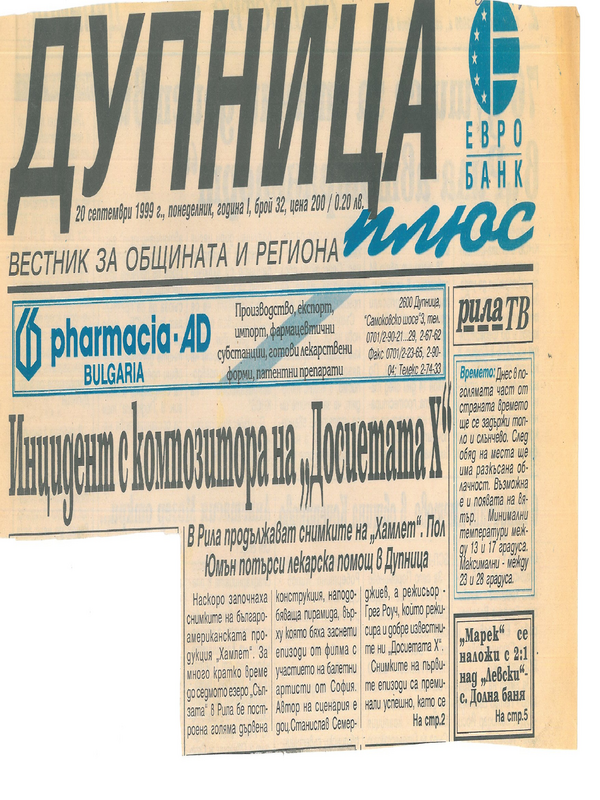 ДУПНИЦА
ЕВРО
БАНК
20 септември 1999 г., понеделник, година I, брой 32, цена 200 / 0.20 лв.
плюс
ВЕСТНИК ЗА ОБЩИНАТА И РЕГИОНА
pharmacia-AD
BULGARIA
Производство, експорт,
импорт, фармацевтични
субстанции, готови лекарствени
форми, патентни препарати
2600 Дупница,
"Самоковско шосе"3, тел.
0701/2-90-21...29, 2-67-62
Факс 0701/2-23-65, 2-90-
04; Телекс 2-74-33
рила ТВ
Инцидент с композитора на „Досиетата Х“
В Рила продължават снимките на „Хамлет“. Пол
Юмън потърси лекарска помощ в Дупница
Наскоро започнаха
снимките на българо-
американската про-
дукция „Хамлет“. За
много кратко време
до седмото езеро „Съл-
зата“ в Рила бе пост-
роена голяма дървена
конструкция, наподо-
бяваща пирамида, вър-
ху която бяха заснети
епизоди от филма с
участието на балетни
артисти от София.
Автор на сценария е
доц.Станислав Семер-
джиев, а режисьор -
Грег Роуч, който режи-
сира и добре известни-
те ни „Досиетата Х“.
Снимките на първи-
те епизоди са преми-
нали успешно, като се
На стр.2
Времето: Днес в по-
голямата част от
страната времето
ще се задържи топ-
ло и слънчево. След
обяд на места ще
има разкъсана об-
лачност. Възможна
е и появата на вя-
тър. Минимални
температури меж-
ду 13 и 17 градуса.
Максимални - между
23 и 28 градуса.
„Марек“ се
наложи с 2:1
над „Левски“-
с. Долна баня
На стр.5